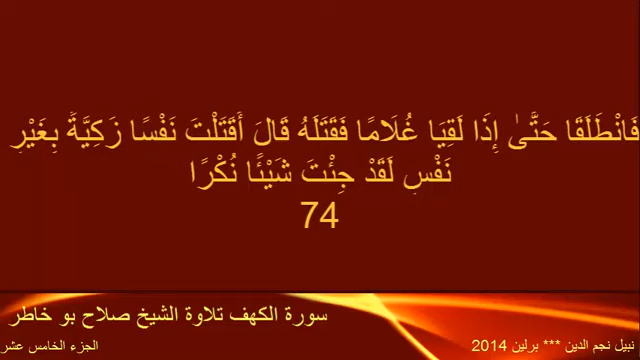 فَانْطَلَقَا حَتَّىٰ إِذَا لَقِيَا غُلَامًا فَقَتَلَهُ قَالَ أَقَتَلْتَ نَفْسًا زَكِيَّةً بِغَيْرِ
نَفْسٍ لَقَدْ جِئْتَ شَيْئًا نُكْرًا
74
سورة الكهف تلاوة الشيخ صلاح بو خاطر
نبيل نجم الدين *** برلين 2014
الجزء الخامس عشر